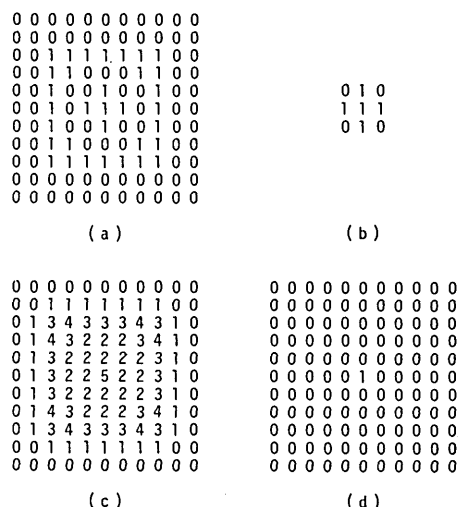 0 0 0 0 0 0 0 0 0 0 0
0 0 0 0 0 0 0 0 0 0 0
0 0 1 1 1 1 1 1 1 0 0
0 0 1 1 0 0 0 1 1 0 0
0 0 1 0 0 1 0 0 1 0 0
0 0 1 0 1 1 1 0 1 0 0
0 0 1 0 0 1 0 0 1 0 0
0 0 1 1 0 0 0 1 1 0 0
0 0 1 1 1 1 1 1 1 0 0
0 0 0 0 0 0 0 0 0 0 0
0 0 0 0 0 0 0 0 0 0 0
( a )
0 1 0
1 1 1
0 1 0
( b )
0 0 0 0 0 0 0 0 0 0 0
0 0 1 1 1 1 1 1 1 0 0
0 1 3 4 3 3 3 4 3 1 0
0 1 4 3 2 2 2 3 4 1 0
0 1 3 2 2 2 2 2 3 1 0
0 1 3 2 2 5 2 2 3 1 0
0 1 3 2 2 2 2 2 3 1 0
0 1 4 3 2 2 2 3 4 1 0
0 1 3 4 3 3 3 4 3 1 0
0 0 1 1 1 1 1 1 1 0 0
0 0 0 0 0 0 0 0 0 0 0
( c )
0 0 0 0 0 0 0 0 0 0 0
0 0 0 0 0 0 0 0 0 0 0
0 0 0 0 0 0 0 0 0 0 0
0 0 0 0 0 0 0 0 0 0 0
0 0 0 0 0 0 0 0 0 0 0
0 0 0 0 0 1 0 0 0 0 0
0 0 0 0 0 0 0 0 0 0 0
0 0 0 0 0 0 0 0 0 0 0
0 0 0 0 0 0 0 0 0 0 0
0 0 0 0 0 0 0 0 0 0 0
0 0 0 0 0 0 0 0 0 0 0
( d )